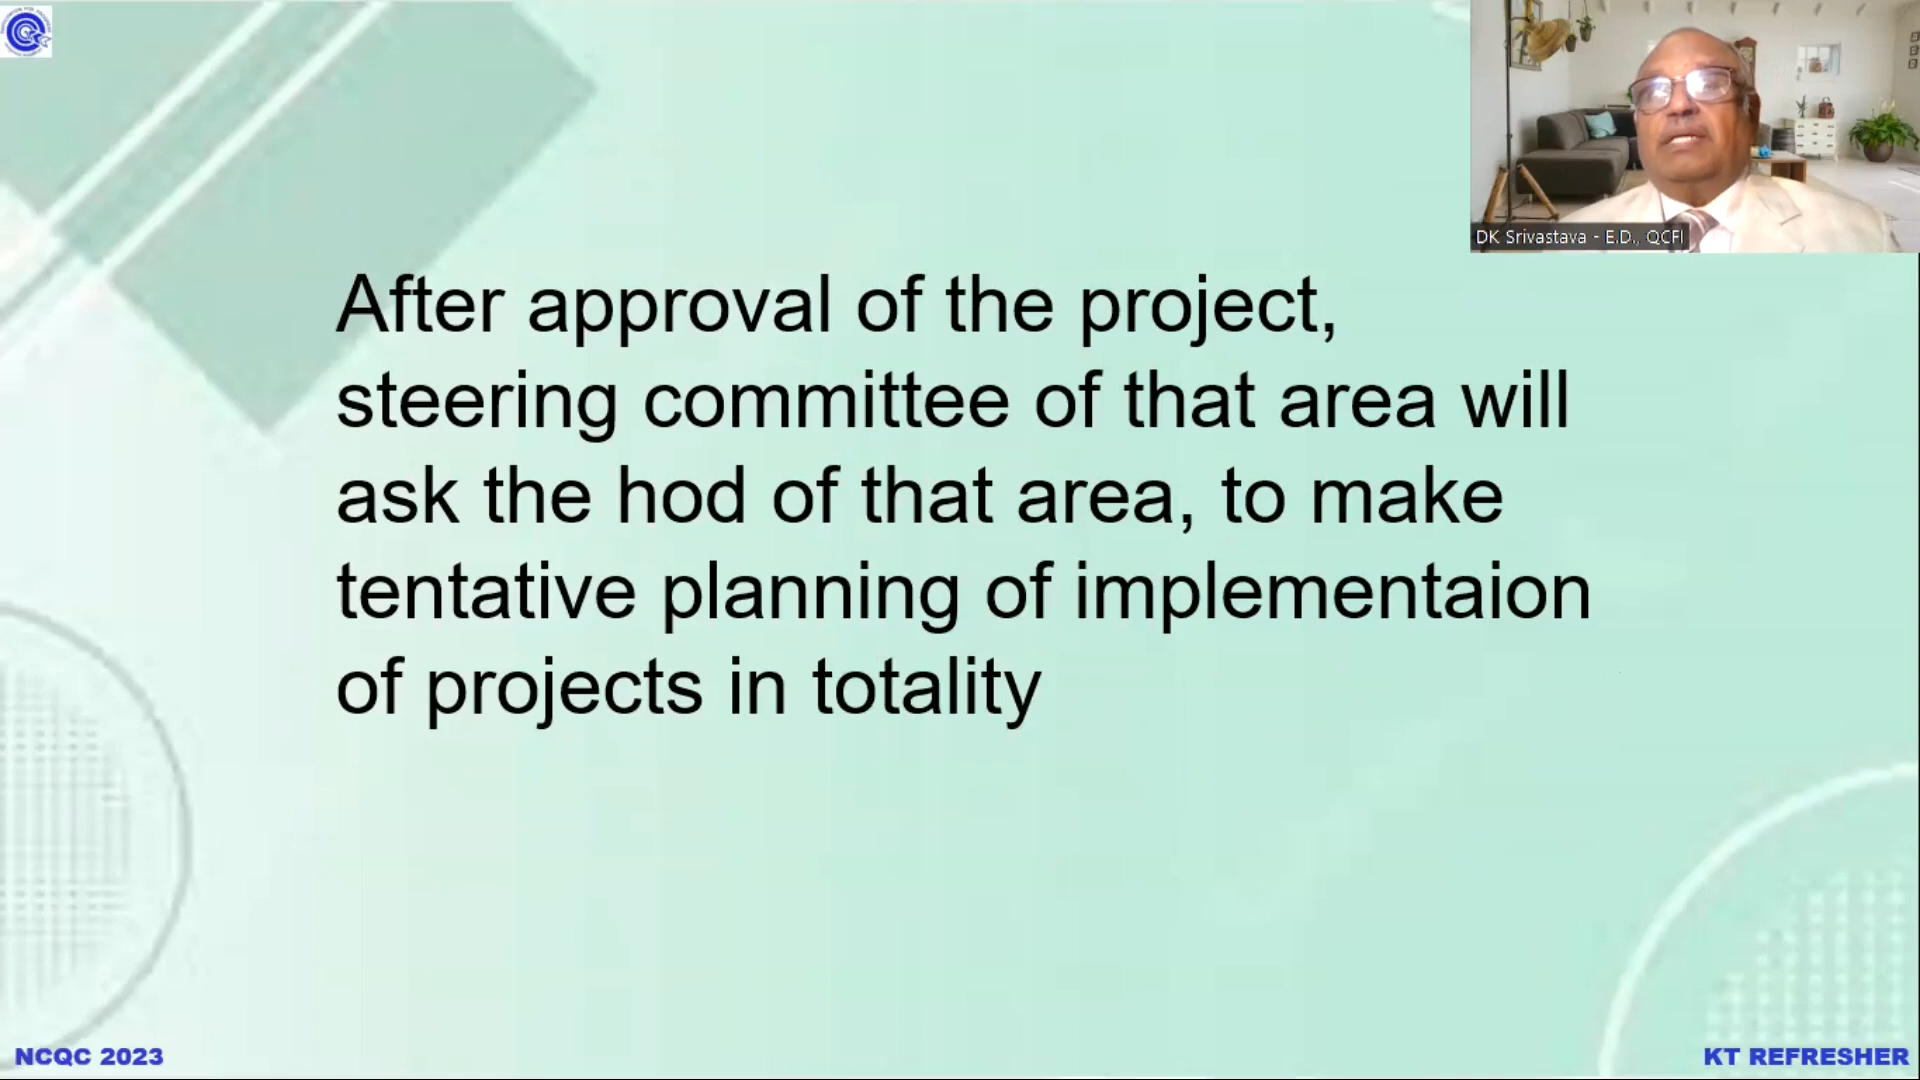 DK Srivastava - E.D., QCFI
After approval of the project,
steering committee of that area will
ask the hod of that area, to make
tentative planning of implementaion
of projects in totality
NCQC 2023
KT REFRESHER